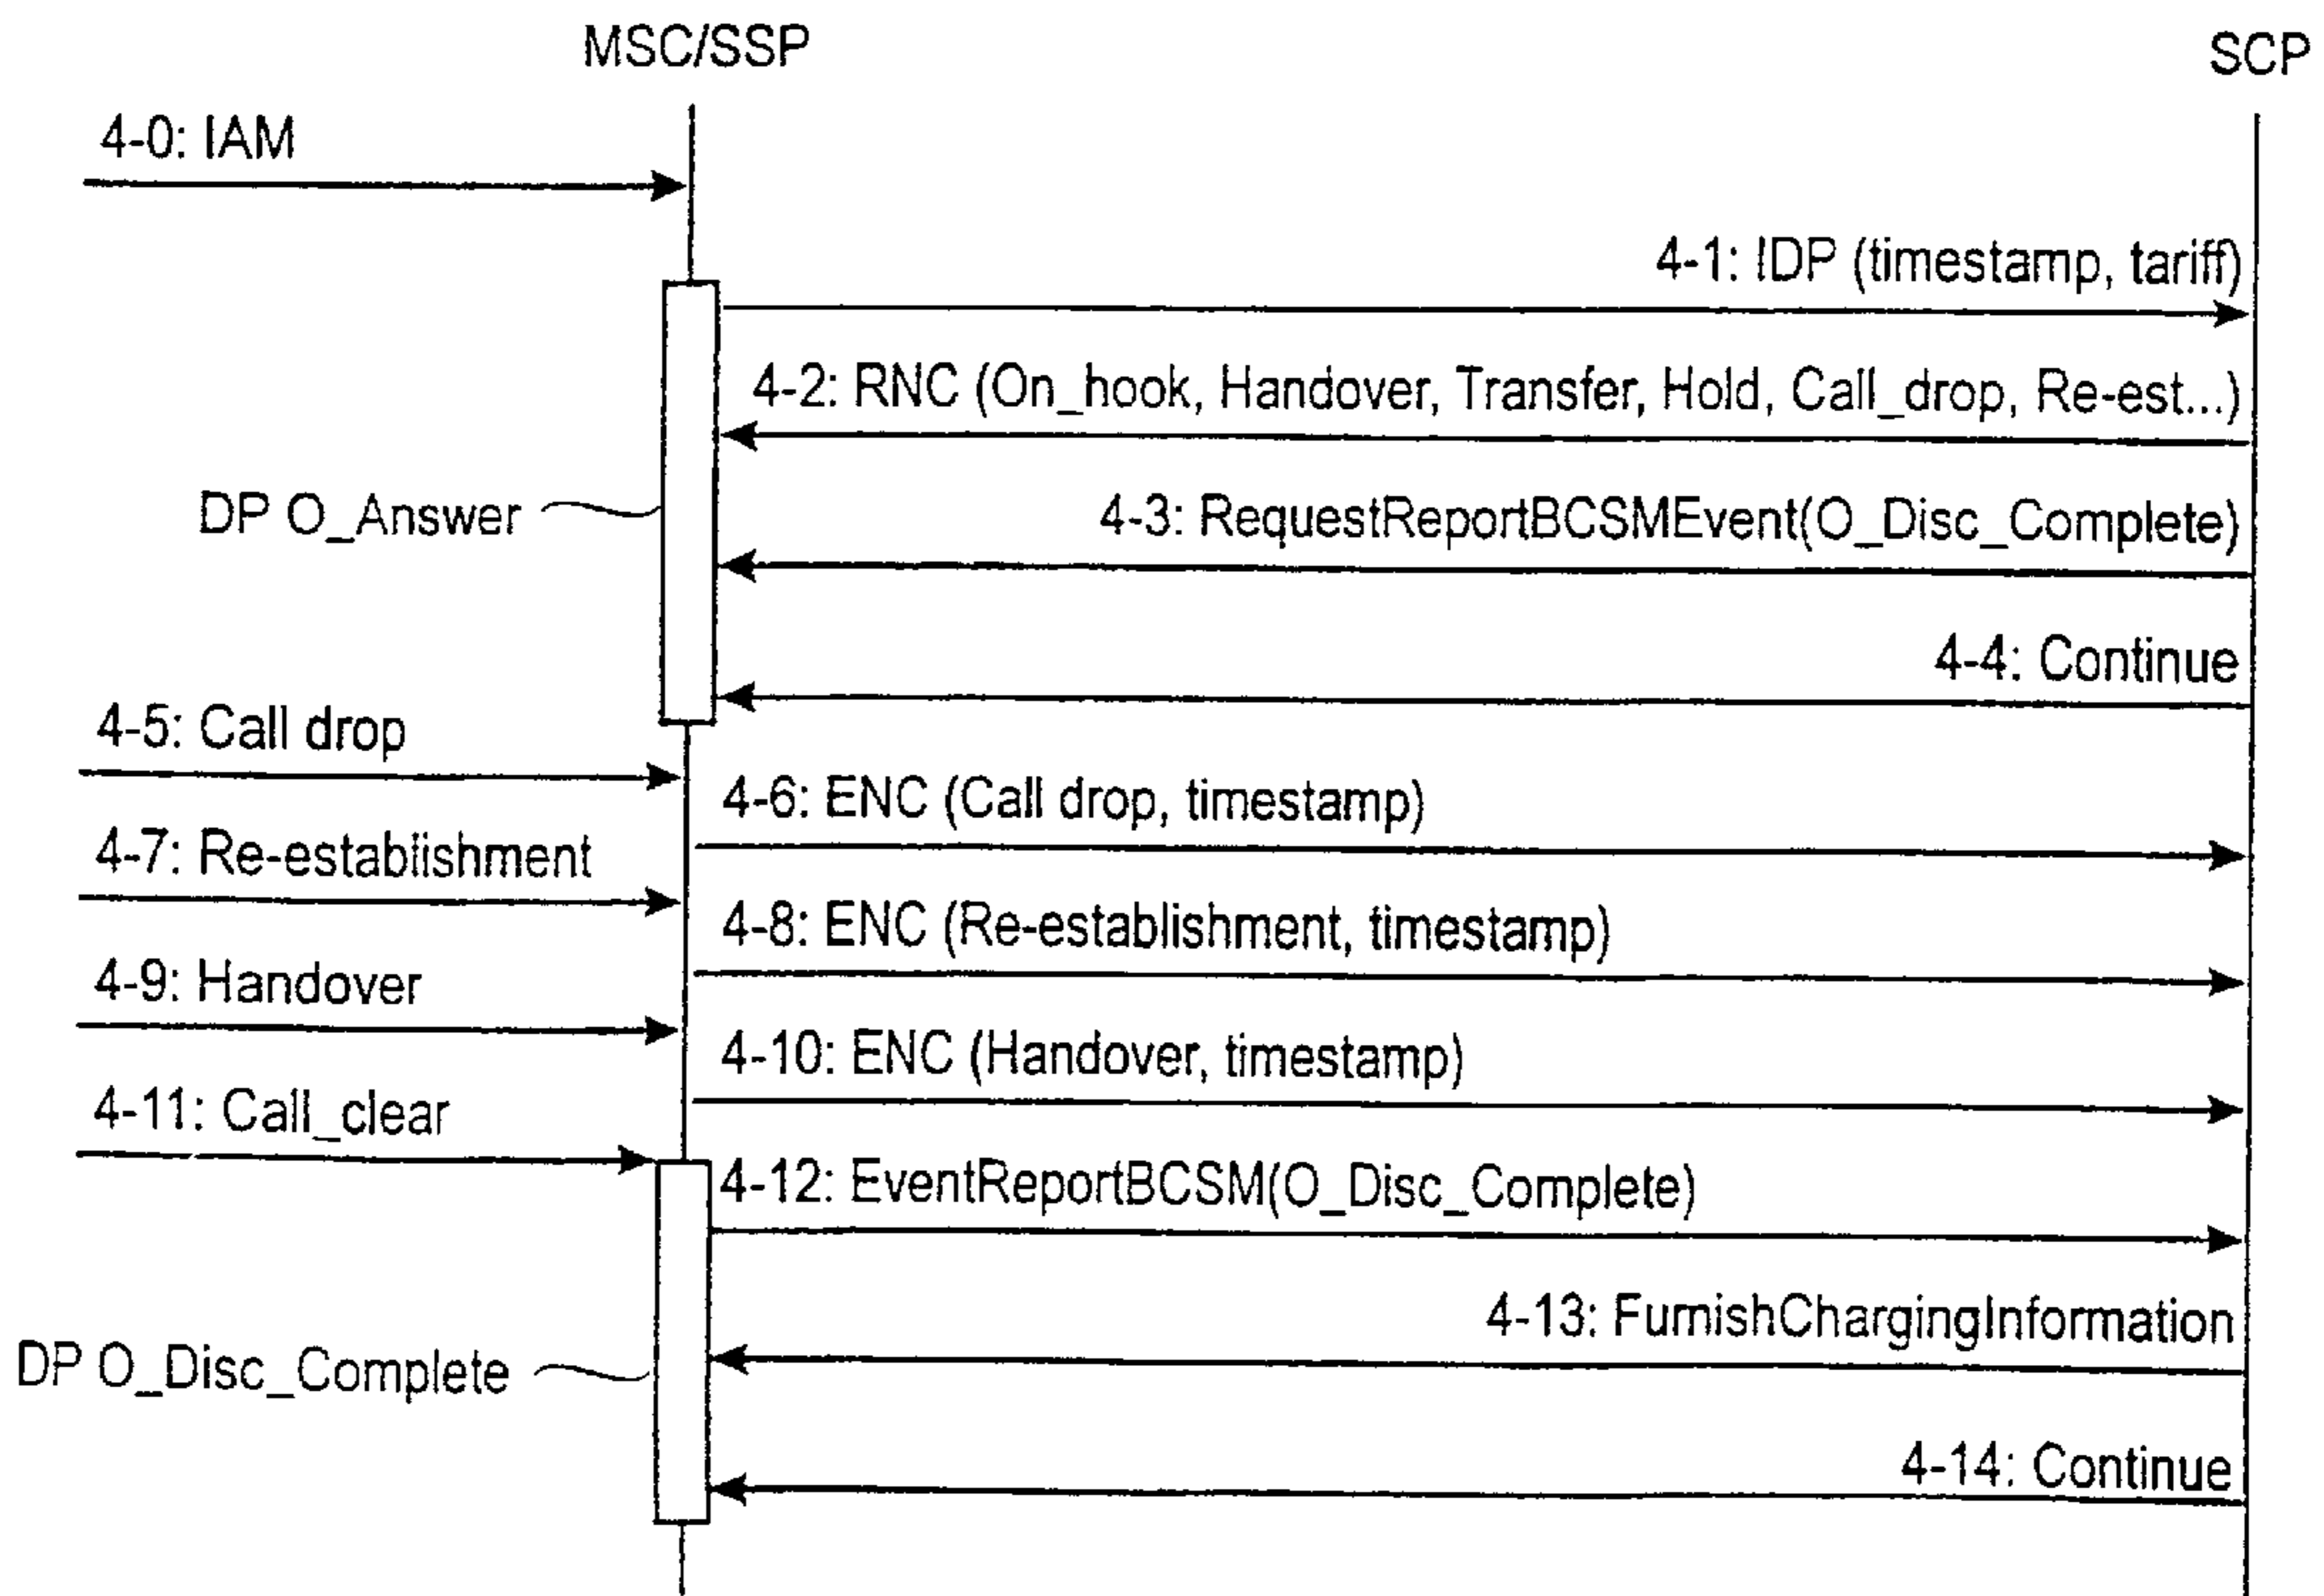 MSC/SSP
SCP
4-0: IAM
4-1: IDP (timestamp, tariff)
4-2: RNC (On_hook, Handover, Transfer, Hold, Call_drop, Re-est...)
DP O_Answer
4-3: RequestReportBCSMEvent(O_Disc_Complete)
4-4: Continue
4-5: Call drop
4-6: ENC (Call drop, timestamp)
4-7: Re-establishment
4-8: ENC (Re-establishment, timestamp)
4-9: Handover
4-10: ENC (Handover, timestamp)
4-11: Call_clear
4-12: EventReportBCSM(O_Disc_Complete)
4-13: FurnishChargingInformation
DP O_Disc_Complete
4-14: Continue